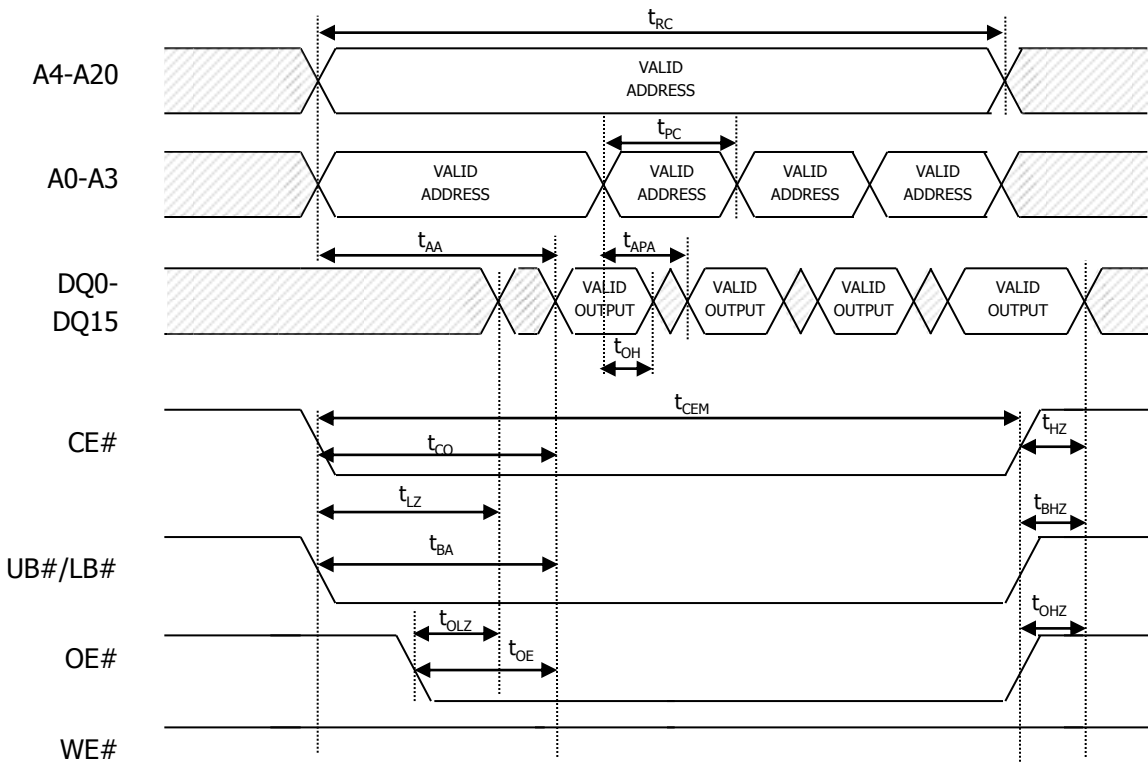 tRC
A4-A20
VALID
ADDRESS
tPC
A0-A3
VALID
ADDRESS
VALID
ADDRESS
VALID
ADDRESS
VALID
ADDRESS
tAA
tAPA
DQ0-
DQ15
VALID
OUTPUT
VALID
OUTPUT
VALID
OUTPUT
VALID
OUTPUT
tOH
tCEM
CE#
tCO
tHZ
tLZ
tBHZ
UB#/LB#
tBA
tOLZ
tOHZ
OE#
tOE
WE#